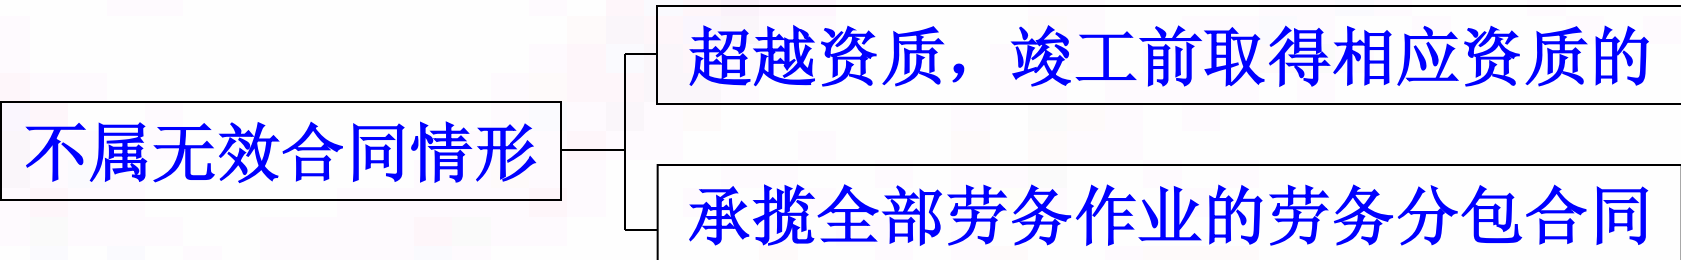 超越资质，竣工前取得相应资质的
不属无效合同情形
承揽全部劳务作业的劳务分包合同